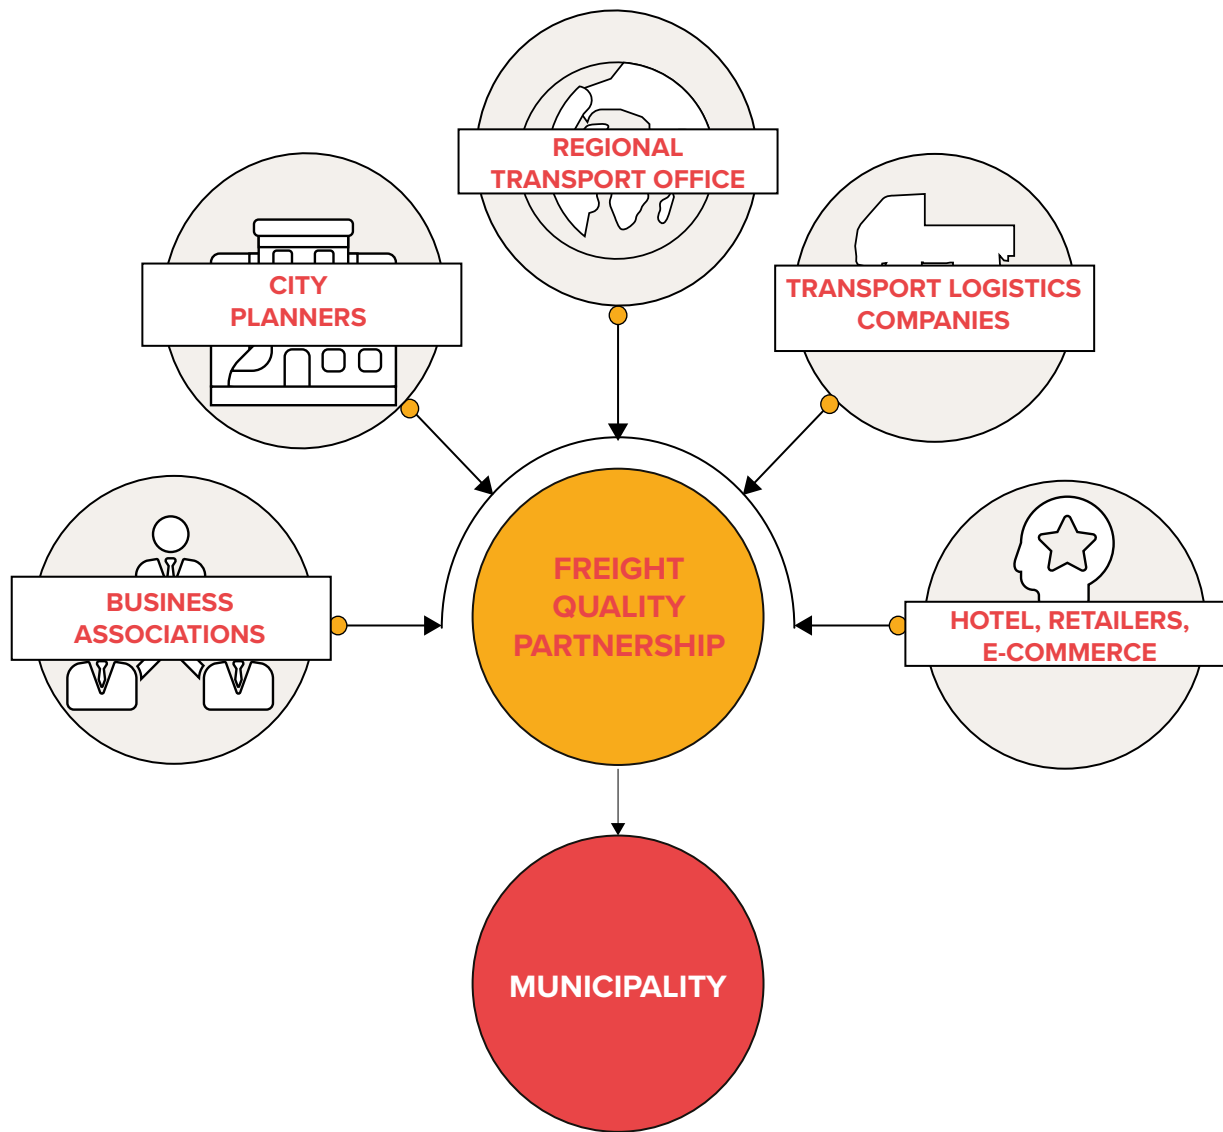 REGIONAL
TRANSPORT OFFICE
CITY
PLANNERS
TRANSPORT LOGISTICS
COMPANIES
BUSINESS
ASSOCIATIONS
FREIGHT
QUALITY
PARTNERSHIP
HOTEL, RETAILERS,
E-COMMERCE
MUNICIPALITY